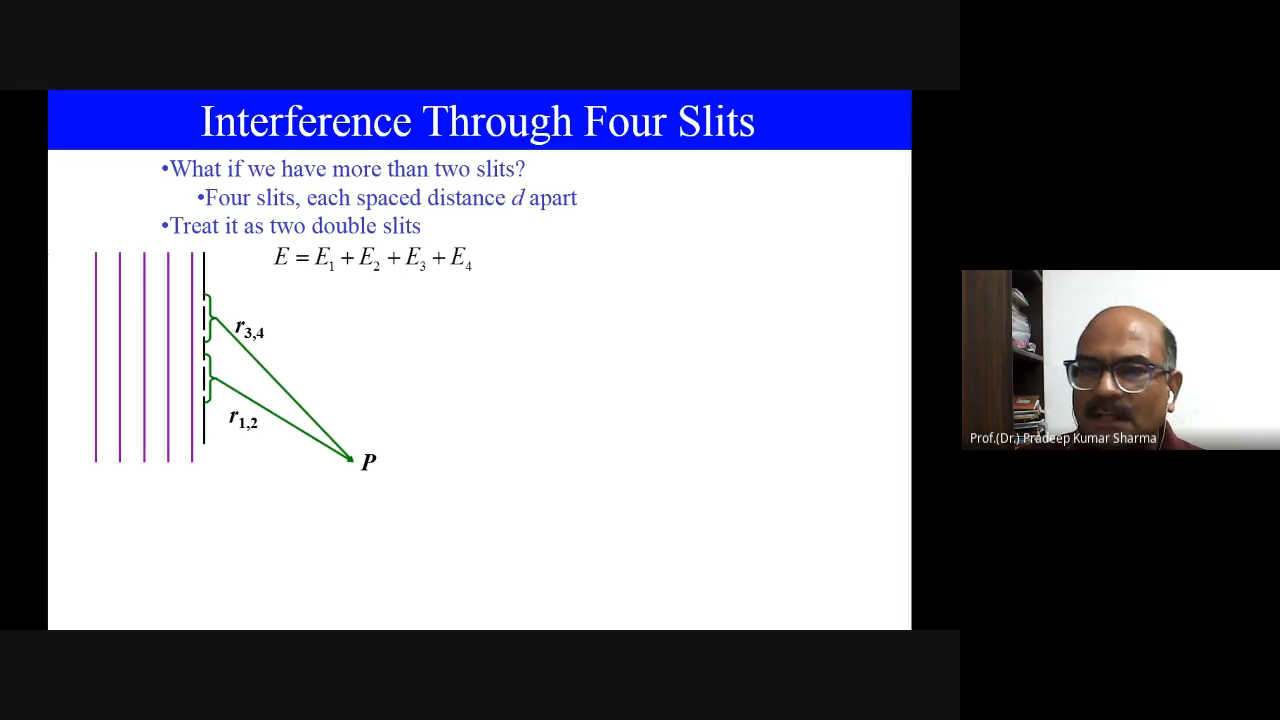 Interference Through Four Slits
•What if we have more than two slits?
•Four slits, each spaced distance d apart
•Treat it as two double slits
E = E₁ + E₂ + E₃ + E₄
r₃,₄
r₁,₂
P
Prof.(Dr.) Pradeep Kumar Sharma